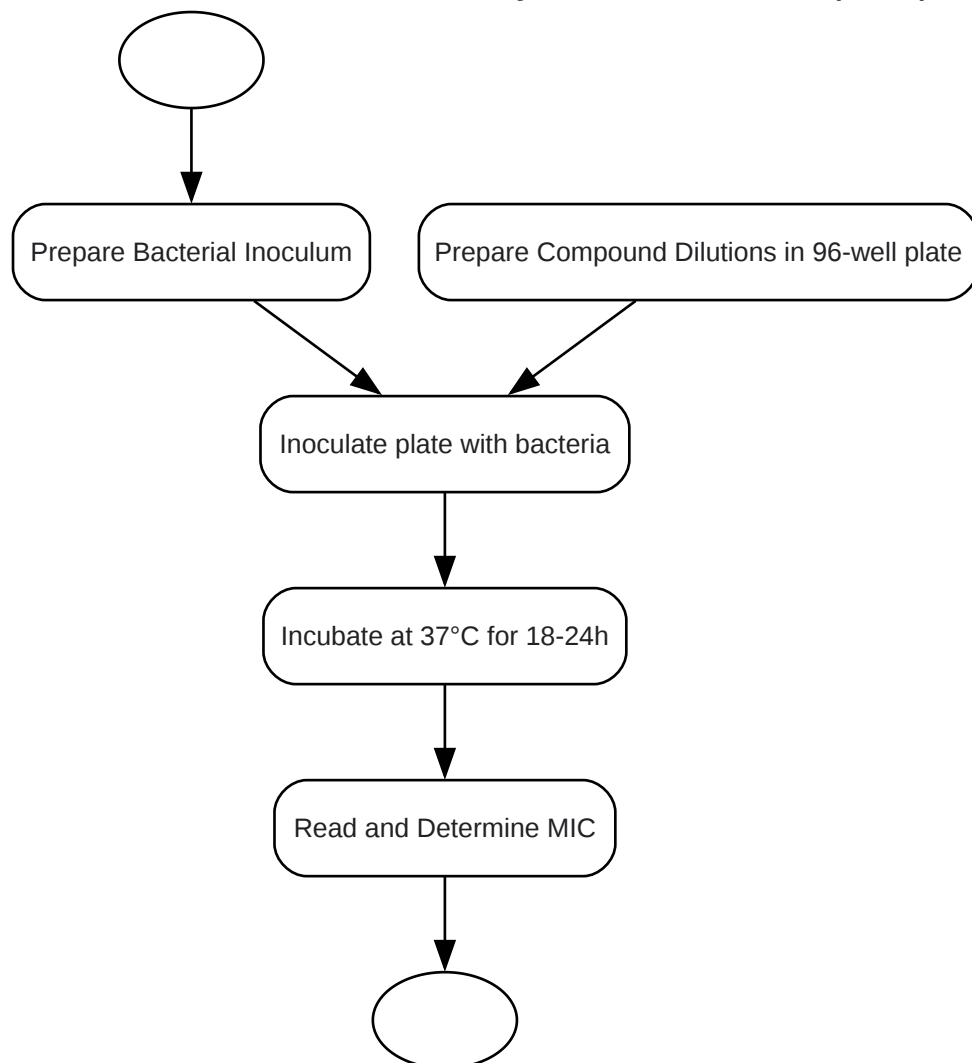 Prepare Bacterial Inoculum
Prepare Compound Dilutions in 96-well plate
Inoculate plate with bacteria
Incubate at 37°C for 18-24h
Read and Determine MIC